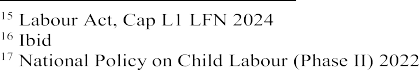 15 Labour Act, Cap L1 LFN 2024
16 Ibid
17 National Policy on Child Labour (Phase II) 2022